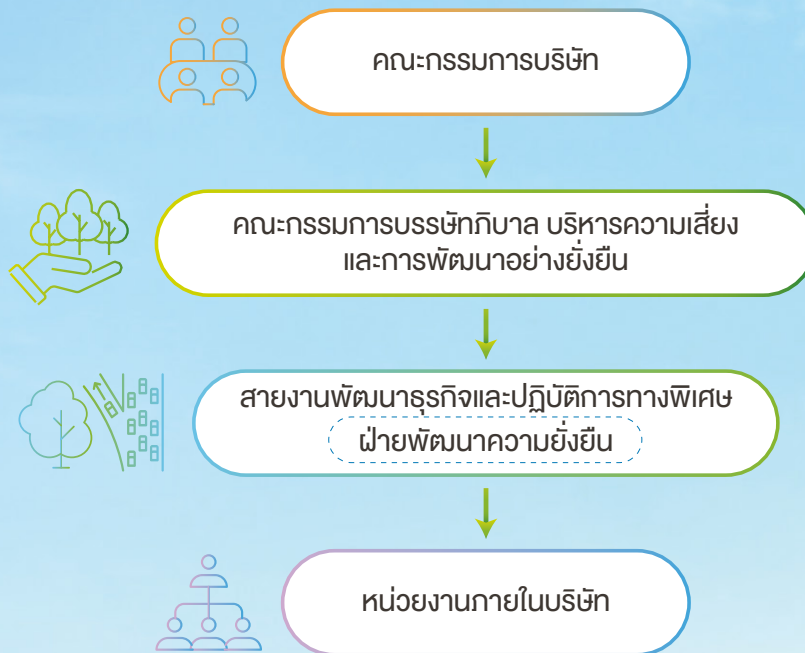 คณะกรรมการบริษัท
คณะกรรมการบรรษัทภิบาล บริหารความเสี่ยง
และการพัฒนาอย่างยั่งยืน
สายงานพัฒนาธุรกิจและปฏิบัติการทางพิเศษ
ฝ่ายพัฒนาความยั่งยืน
หน่วยงานภายในบริษัท